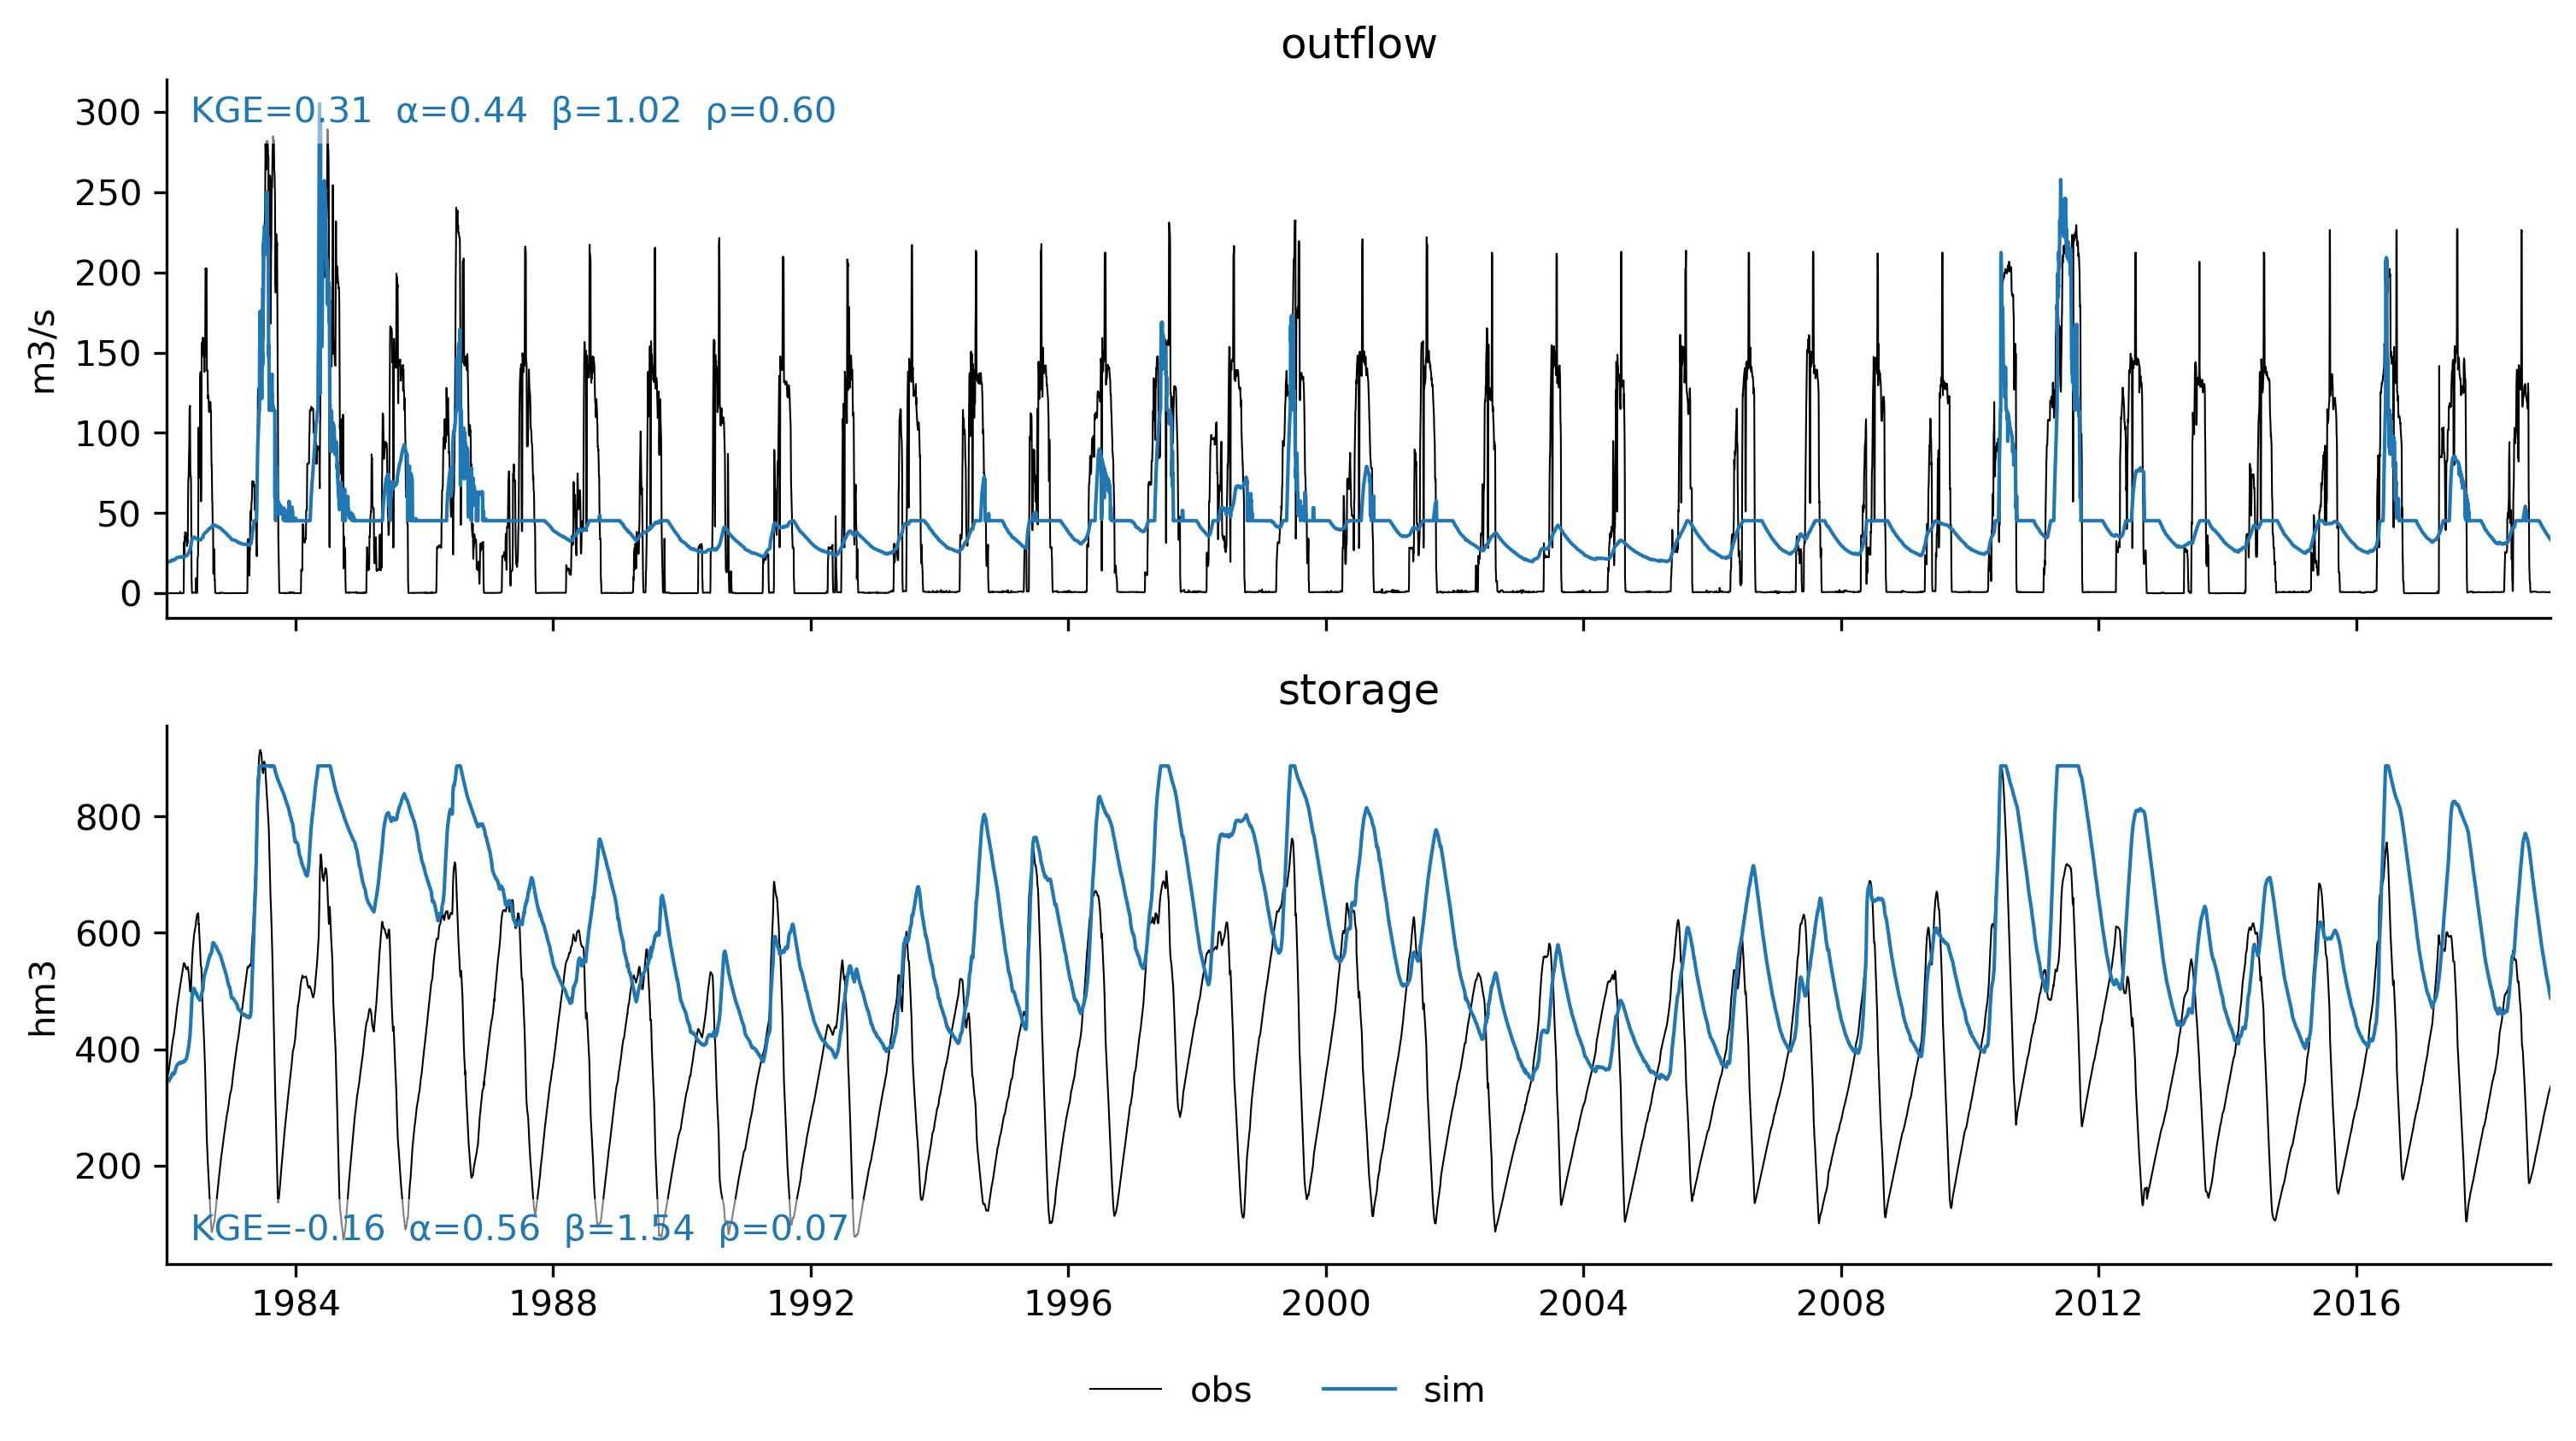 outflow
KGE=0.31 α=0.44 β=1.02 ρ=0.60
300
250
200
150
100
50
0
m3/s
storage
800
600
400
200
hm3
KGE=-0.16 α=0.56 β=1.54 ρ=0.07
1984 1988 1992 1996 2000 2004 2008 2012 2016
obs sim